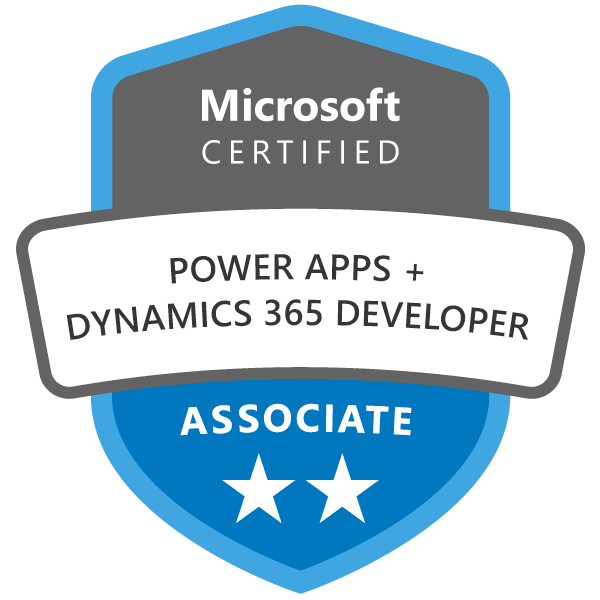 Microsoft
CERTIFIED
POWER APPS +
DYNAMICS 365 DEVELOPER
ASSOCIATE